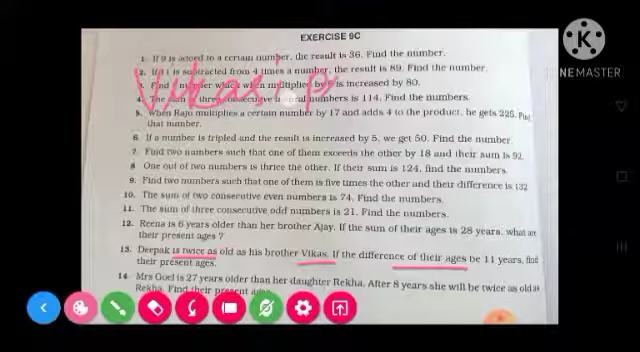 EXERCISE 9C
1. If 9 is added to a certain number, the result is 36. Find the number.
2. If 11 is subtracted from 4 times a number, the result is 89. Find the number.
3. Find a number which when multiplied by 5 is increased by 80.
4. The sum of three consecutive natural numbers is 114. Find the numbers.
5. When Raju multiplies a certain number by 17 and adds 4 to the product, he gets 225. Find
that number.
6. If a number is tripled and the result is increased by 5, we get 50. Find the number.
7. Find two numbers such that one of them exceeds the other by 18 and their sum is 92.
8. One out of two numbers is thrice the other. If their sum is 124, find the numbers.
9. Find two numbers such that one of them is five times the other and their difference is 132
10. The sum of two consecutive even numbers is 74. Find the numbers.
11. The sum of three consecutive odd numbers is 21. Find the numbers.
12. Reena is 6 years older than her brother Ajay. If the sum of their ages is 28 years, what are
their present ages ?
13. Deepak is twice as old as his brother Vikas. If the difference of their ages be 11 years, find
their present ages.
14. Mrs Goel is 27 years older than her daughter Rekha. After 8 years she will be twice as old as
Rekha. Find their present ages.
Vikas's p
K
NEMASTER